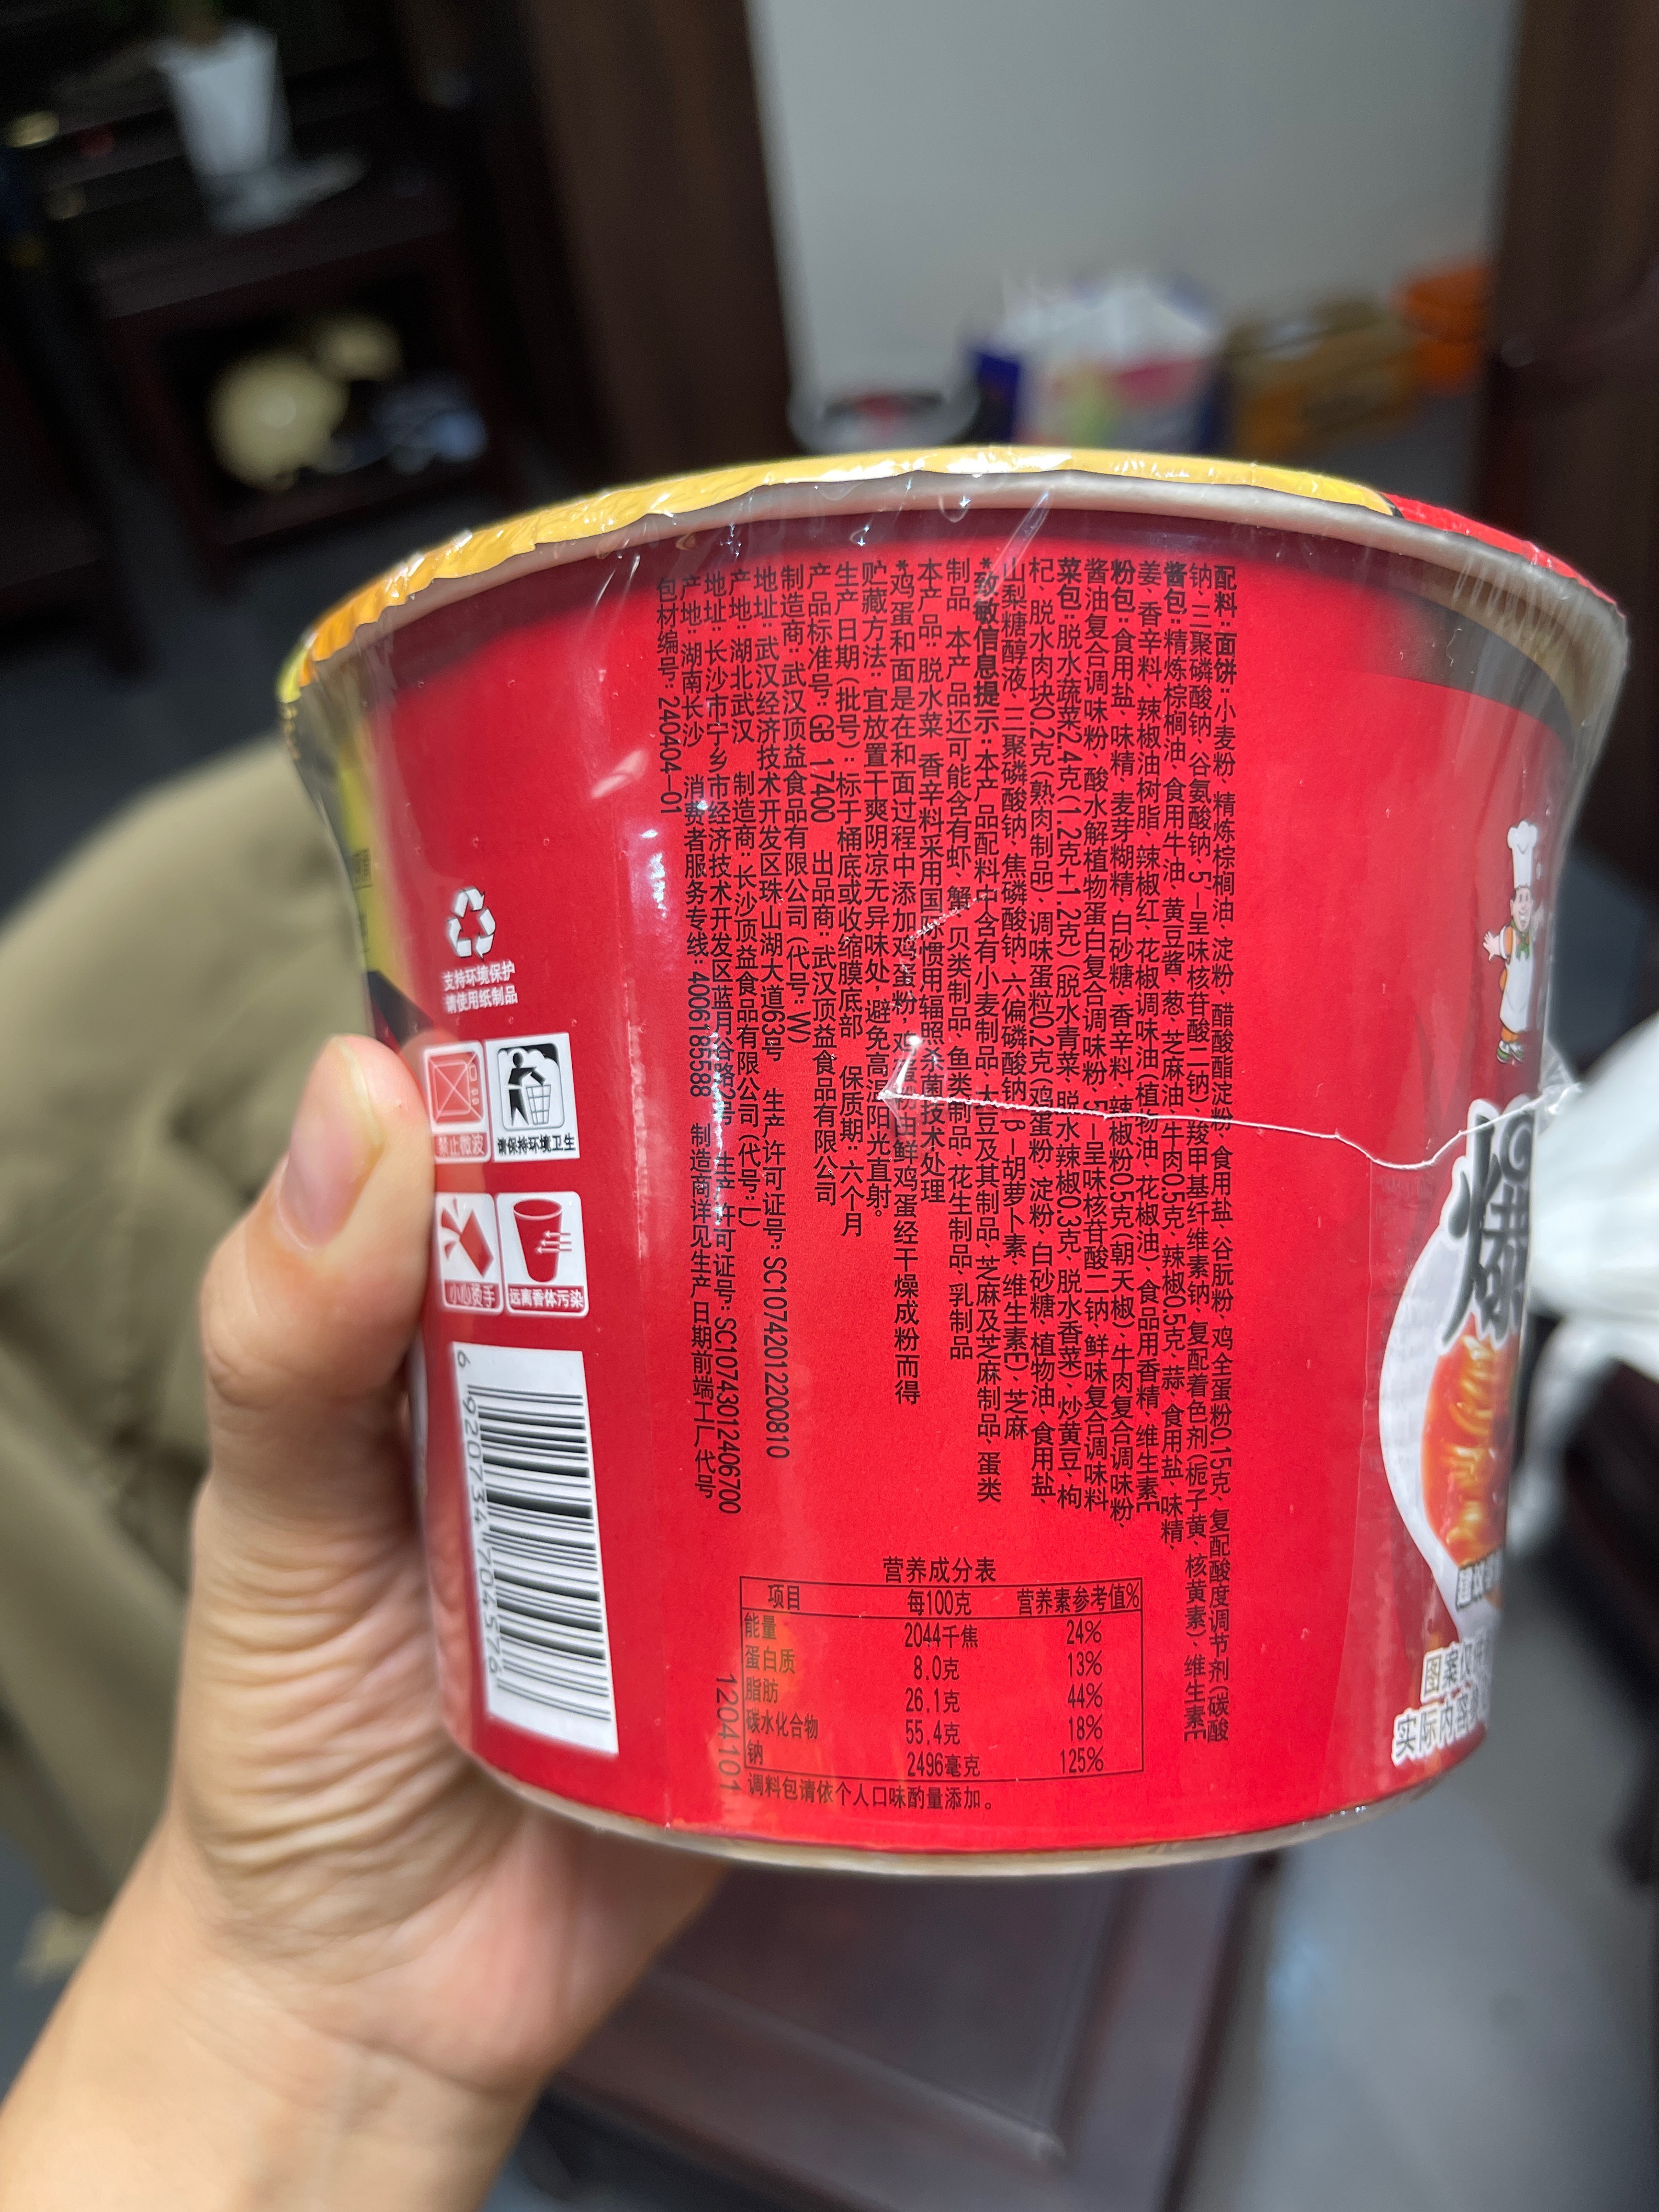 配料：面饼：小麦粉、精炼棕榈油、淀粉、醋酸酯淀粉、食用盐、谷朊粉、鸡全蛋粉0.15克、复配酸度调节剂(碳酸
钠、三聚磷酸钠、谷氨酸钠、5'-呈味核苷酸二钠)、羧甲基纤维素钠、复配着色剂(栀子黄、核黄素)、维生素E
酱包：精炼棕榈油、食用牛油、黄豆酱、葱、芝麻油、牛肉0.5克、辣椒0.5克、蒜、食用盐、味精、
姜、香辛料、辣椒油树脂、辣椒红、花椒调味油(植物油、花椒油)、食品用香精、维生素E
粉包：食用盐、味精、麦芽糊精、白砂糖、香辛料、辣椒粉0.5克(朝天椒)、牛肉复合调味粉、
酱油复合调味粉、酸水解植物蛋白复合调味粉、5'-呈味核苷酸二钠、鲜味复合调味料
菜包：脱水蔬菜2.4克(1.2克+1.2克)(脱水青菜、脱水辣椒0.3克、脱水香菜)、炒黄豆、枸
杞、脱水肉块0.2克(熟肉制品)、调味蛋粒0.2克(鸡蛋粉、淀粉、白砂糖、植物油、食用盐、
山梨糖醇液、三聚磷酸钠、焦磷酸钠、六偏磷酸钠、β-胡萝卜素、维生素E)、芝麻
*致敏信息提示：本产品配料中含有小麦制品、大豆及其制品、芝麻及芝麻制品、蛋类
制品 本产品还可能含有虾、蟹、贝类制品、鱼类制品、花生制品、乳制品
本产品：脱水菜、香辛料采用国际惯用辐照杀菌技术处理
*鸡蛋和面是在和面过程中添加鸡蛋粉，鸡蛋粉由鲜鸡蛋经干燥成粉而得
贮藏方法：宜放置干爽阴凉无异味处、避免高温阳光直射。
生产日期(批号)：标于桶底或收缩膜底部 保质期：六个月
产品标准号：GB 17400 出品商：武汉顶益食品有限公司
制造商：武汉顶益食品有限公司(代号:W)
地址：武汉经济技术开发区珠山湖大道63号 生产许可证号：SC10742012200810
产地：湖北武汉 制造商：长沙顶益食品有限公司(代号:L)
地址：长沙市宁乡市经济技术开发区蓝月谷路2号 生产许可证号：SC10743012406700
产地：湖南长沙 消费者服务专线：4006185588 制造商详见生产日期前端工厂代号
包材编号：240404-01
支持环境保护
请使用纸制品
禁止微波
请保持环境卫生
小心烫手
远离香体污染
6 920734 704576
营养成分表
项目 每100克 营养素参考值%
能量 2044千焦 24%
蛋白质 8.0克 13%
脂肪 26.1克 44%
碳水化合物 55.4克 18%
钠 2496毫克 125%
调料包请依个人口味酌量添加。
1204101
爆
图案仅
实际内容